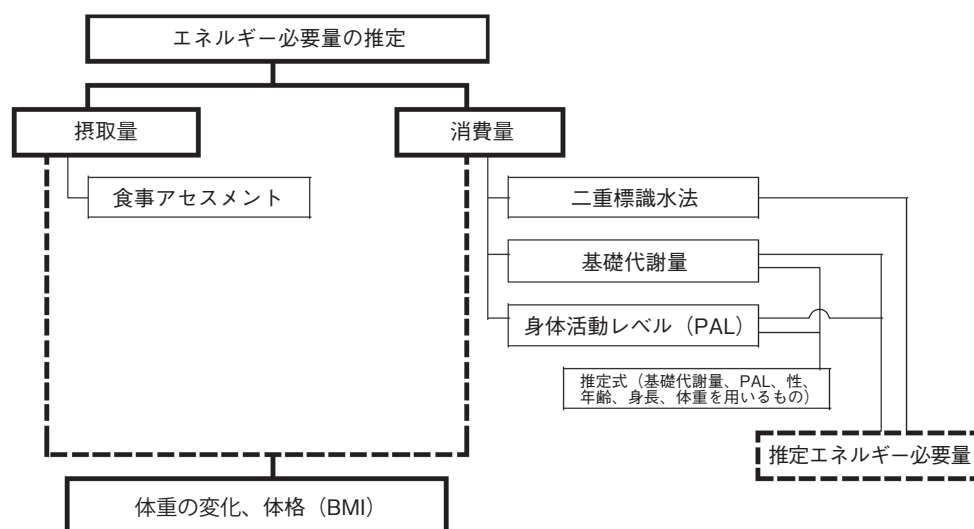 エネルギー必要量の推定
摂取量
消費量
食事アセスメント
二重標識水法
基礎代謝量
身体活動レベル（PAL）
推定式（基礎代謝量、PAL、性、
年齢、身長、体重を用いるもの）
推定エネルギー必要量
体重の変化、体格（BMI）